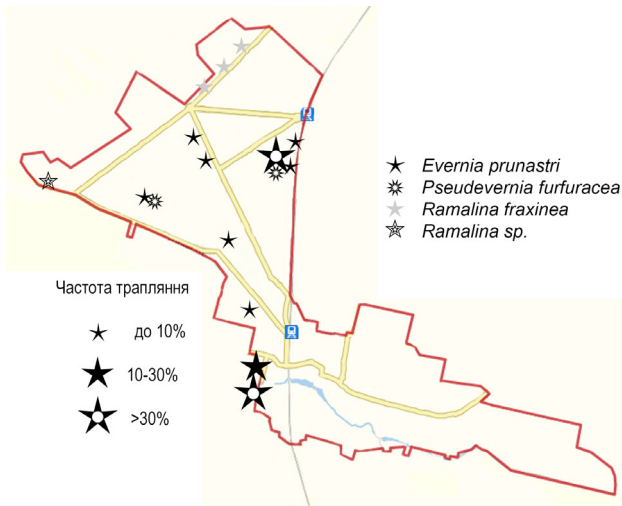 Evernia prunastri
Pseudevernia furfuracea
Ramalina fraxinea
Ramalina sp.
Частота трапляння
до 10%
10-30%
>30%